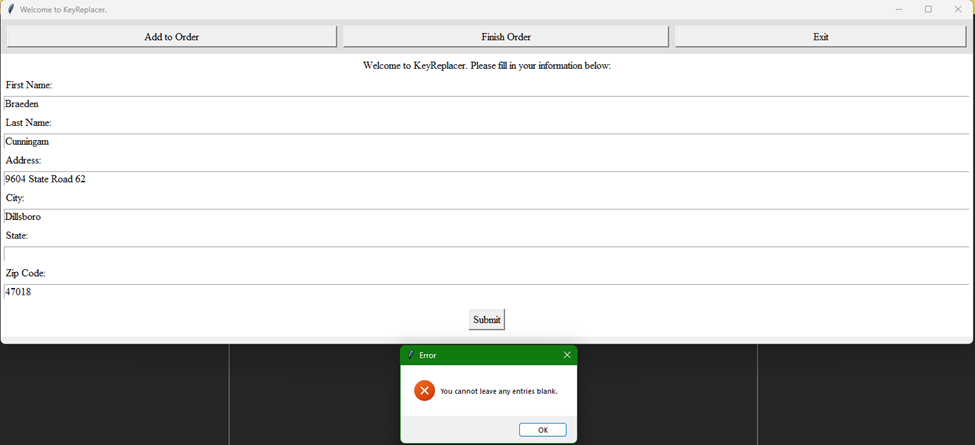 Welcome to KeyReplacer.
Add to Order Finish Order Exit
Welcome to KeyReplacer. Please fill in your information below:
First Name:
Braeden
Last Name:
Cunningam
Address:
9604 State Road 62
City:
Dillsboro
State:
Zip Code:
47018
Submit
Error
You cannot leave any entries blank.
OK